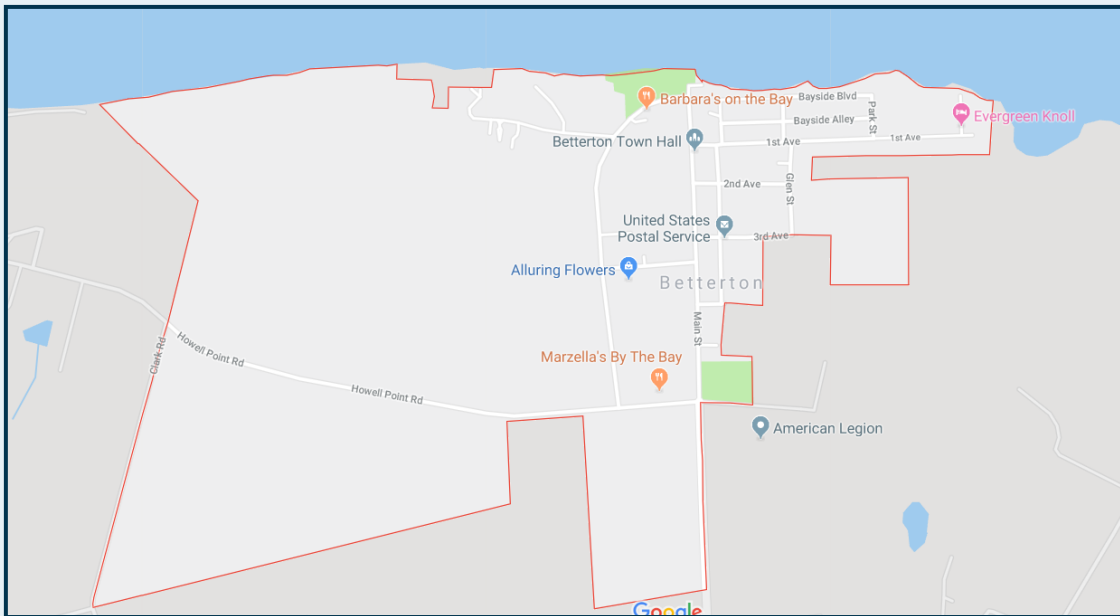 Barbara's on the Bay
Bayside Blvd
Evergreen Knoll
Park St
Bayside Alley
Betterton Town Hall
1st Ave
1st Ave
2nd Ave
Glen St
United States
Postal Service
3rd Ave
Alluring Flowers
Betterton
Main St
Clark Rd
Howell Point Rd
Marzella's By The Bay
Howell Point Rd
American Legion
Google